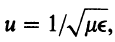 u = 1/√με,